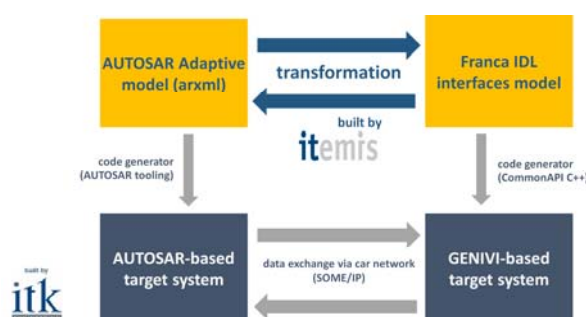 AUTOSAR Adaptive
model (arxml)
transformation
Franca IDL
interfaces model
built by
itemis
code generator
(AUTOSAR tooling)
code generator
(CommonAPI C++)
AUTOSAR-based
target system
data exchange via car network
(SOME/IP)
GENIVI-based
target system
built by
itk